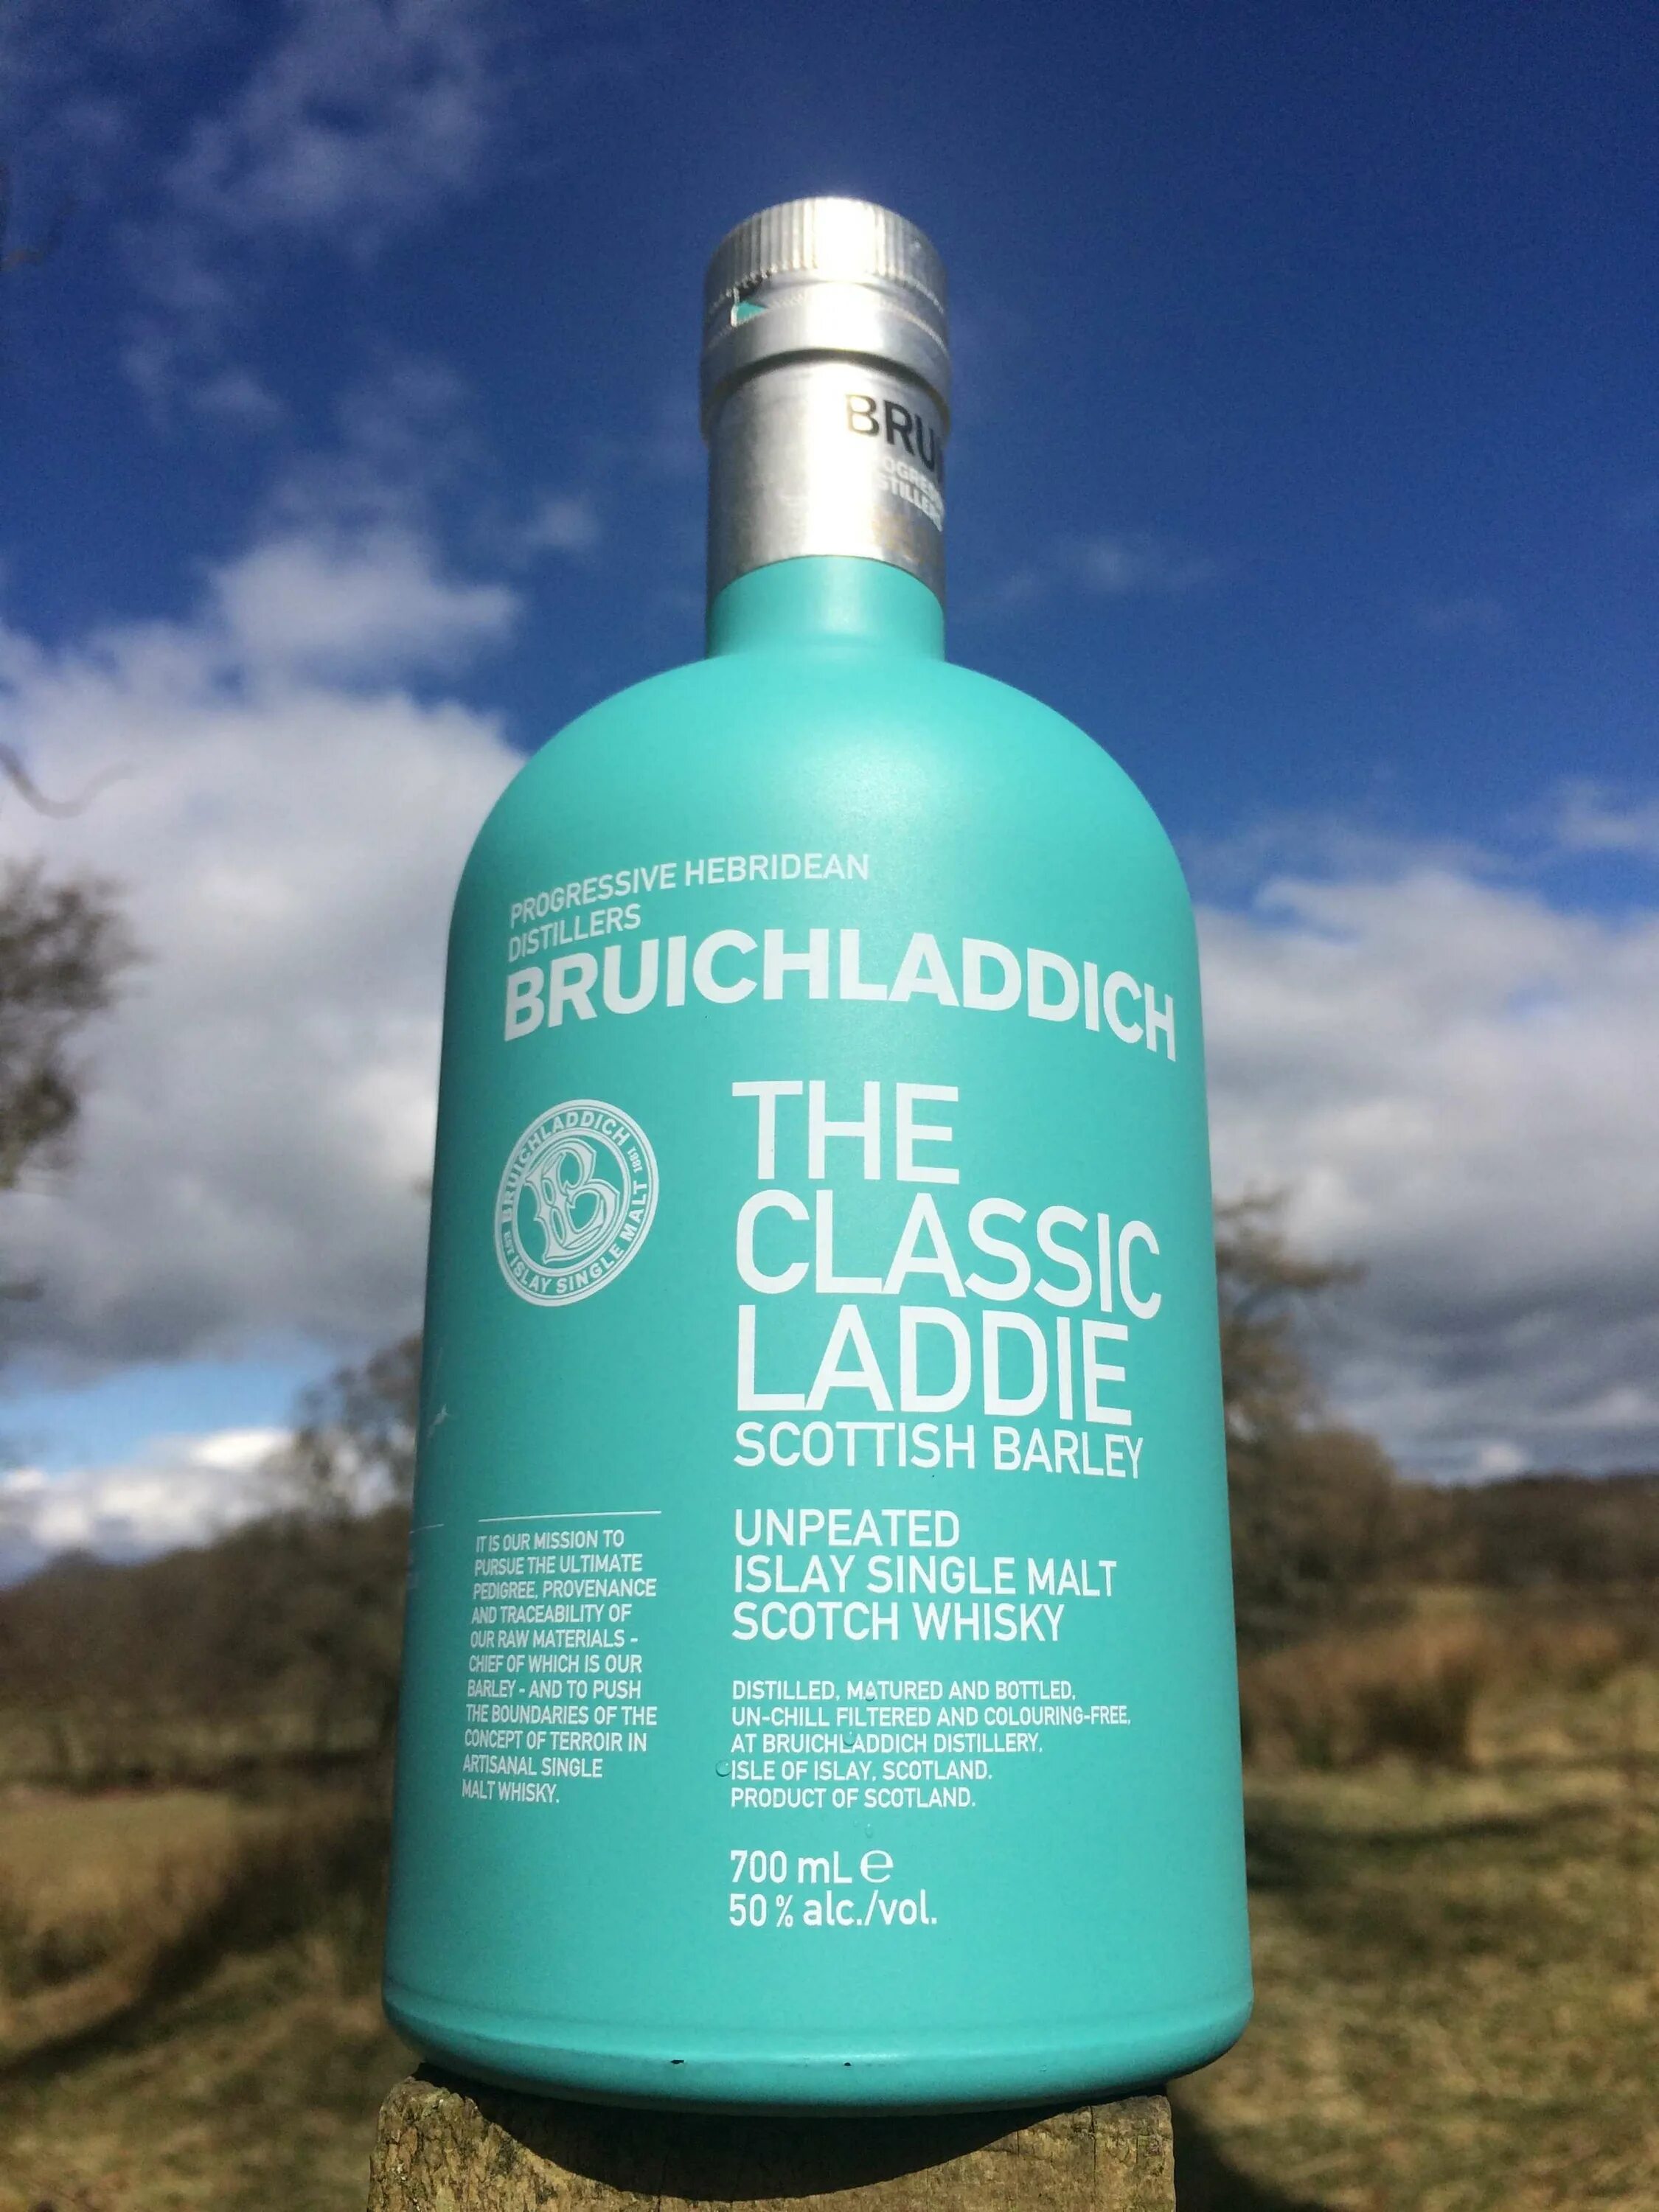 BRU
PROGRESSIVE HEBRIDEAN
DISTILLERS
BRUICHLADDICH
BRUICHLADDICH 1881
EST ISLAY SINGLE MALT
B
THE
CLASSIC
LADDIE
SCOTTISH BARLEY
UNPEATED
ISLAY SINGLE MALT
SCOTCH WHISKY
IT IS OUR MISSION TO
PURSUE THE ULTIMATE
PEDIGREE, PROVENANCE
AND TRACEABILITY OF
OUR RAW MATERIALS -
CHIEF OF WHICH IS OUR
BARLEY - AND TO PUSH
THE BOUNDARIES OF THE
CONCEPT OF TERROIR IN
ARTISANAL SINGLE
MALT WHISKY.
DISTILLED, MATURED AND BOTTLED,
UN-CHILL FILTERED AND COLOURING-FREE,
AT BRUICHLADDICH DISTILLERY,
ISLE OF ISLAY, SCOTLAND.
PRODUCT OF SCOTLAND.
700 mL e
50 % alc./vol.